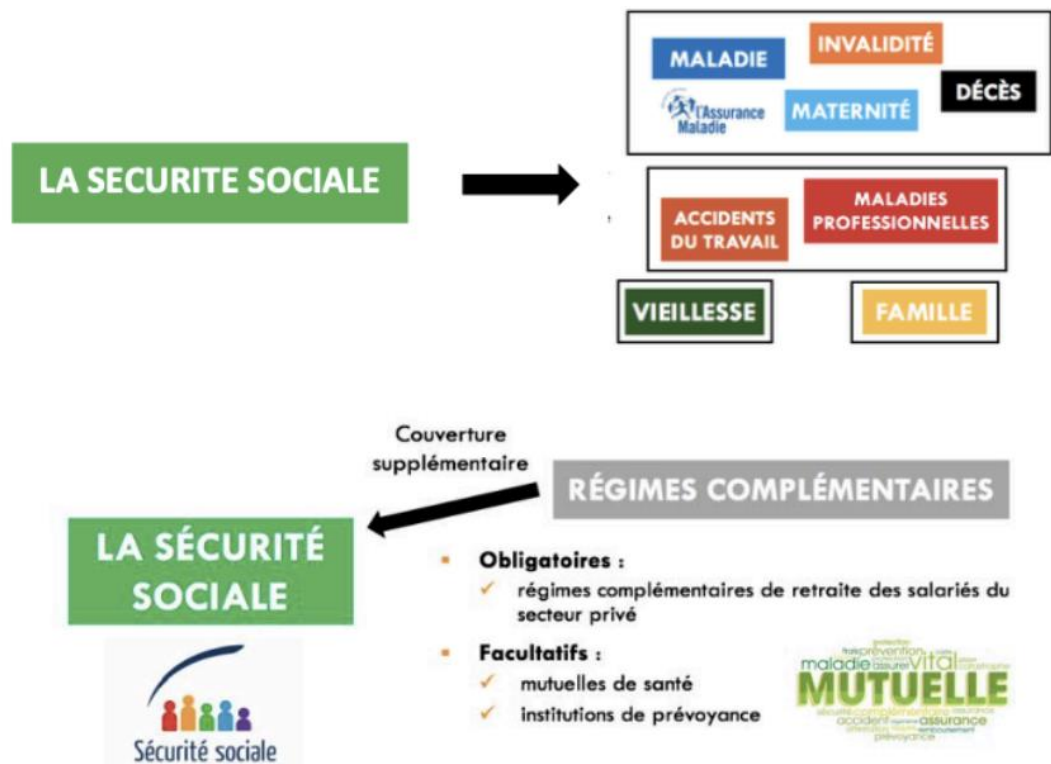 LA SECURITE SOCIALE
MALADIE
INVALIDITÉ
DÉCÈS
l'Assurance
Maladie
MATERNITÉ
ACCIDENTS
DU TRAVAIL
MALADIES
PROFESSIONNELLES
VIEILLESSE
FAMILLE
Couverture
supplémentaire
RÉGIMES COMPLÉMENTAIRES
LA SÉCURITÉ
SOCIALE
Sécurité sociale
▪ Obligatoires :
✓ régimes complémentaires de retraite des salariés du
secteur privé
▪ Facultatifs :
✓ mutuelles de santé
✓ institutions de prévoyance
prévention
maladie assurer vital
MUTUELLE
complémentaire
accident assurance
remboursement
prévoyance